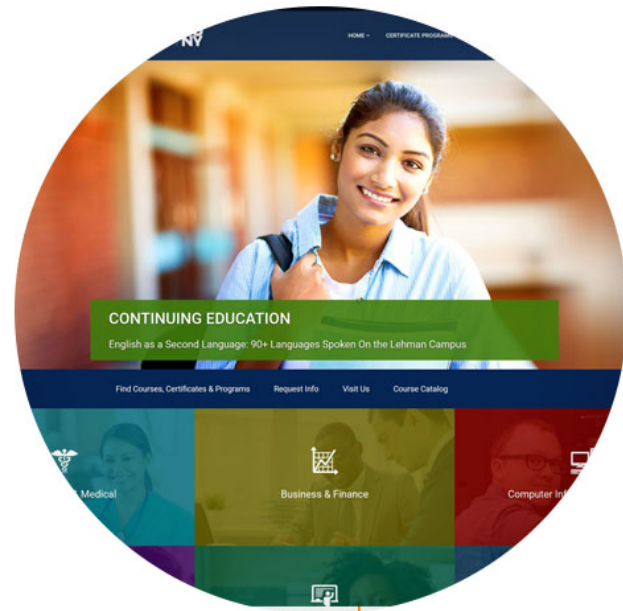 NY
HOME
CERTIFICATE PROGRAMS
CONTINUING EDUCATION
English as a Second Language: 90+ Languages Spoken On the Lehman Campus
Find Courses, Certificates & Programs Request Info Visit Us Course Catalog
Medical
Business & Finance
Computer